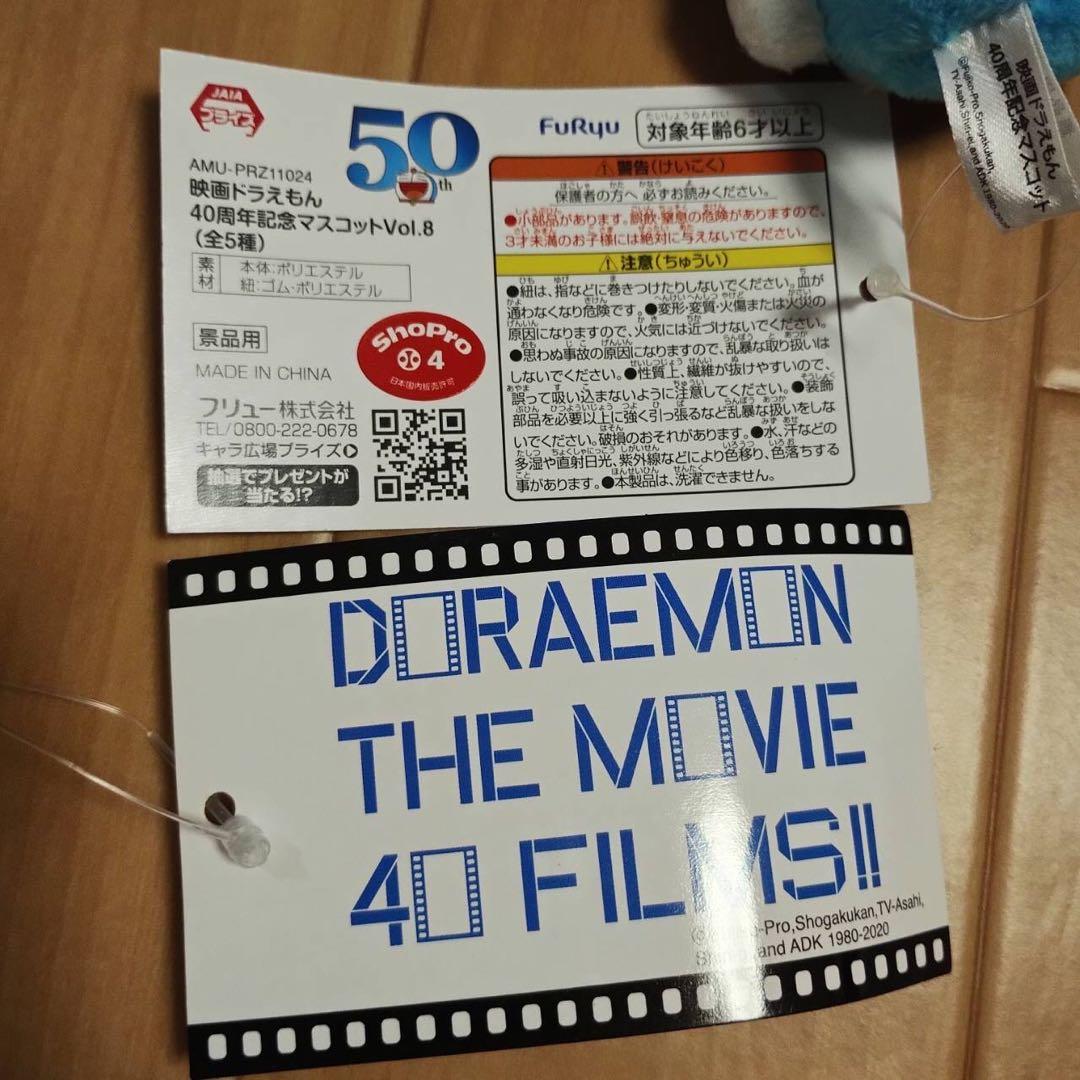 JAIA
プライズ
50th
FuRyu
対象年齢6才以上
AMU-PRZ11024
映画ドラえもん
40周年記念マスコットVol.8
(全5種)
素材
本体:ポリエステル
紐:ゴム・ポリエステル
景品用
MADE IN CHINA
ShoPro
4
日本国内販売許可
フリュー株式会社
TEL/0800-222-0678
キャラ広場プライズ
抽選でプレゼントが
当たる!?
⚠警告(けいこく)
保護者の方へ 必ずお読みください。
●小部品があります。誤飲・窒息の危険がありますので、
3才未満のお子様には絶対に与えないでください。
⚠注意(ちゅうい)
●紐は、指などに巻きつけたりしないでください。血が
通わなくなり危険です。●変形・変質・火傷または火災の
原因になりますので、火気には近づけないでください。
●思わぬ事故の原因になりますので、乱暴な取り扱いは
しないでください。●性質上、繊維が抜けやすいので、
誤って吸い込まないように注意してください。●装飾
部品を必要以上に強く引っ張るなど乱暴な扱いをしな
いでください。破損のおそれがあります。●水、汗などの
多湿や直射日光、紫外線などにより色移り、色落ちする
事があります。●本製品は、洗濯できません。
映画ドラえもん
40周年記念マスコット
©Fujiko-Pro,Shogakukan,
TV-Asahi,Shin-ei,and ADK
DORAEMON
THE MOVIE
40 FILMS!!
-Pro,Shogakukan,TV-Asahi,
and ADK 1980-2020